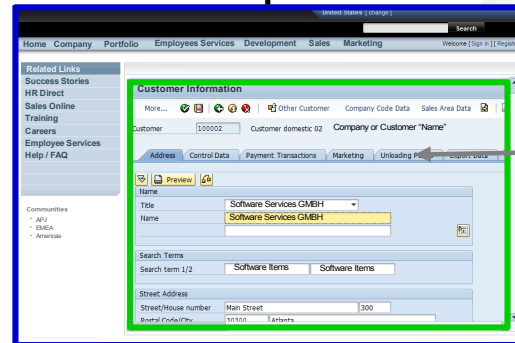 United States [ change ]
Search
Home Company Portfolio Employees Services Development Sales Marketing Welcome [ Sign in ] [ Regist
Related Links
Success Stories
HR Direct
Sales Online
Training
Careers
Employee Services
Help / FAQ
Communities
- APJ
- EMEA
- Americas
Customer Information
More... Other Customer Company Code Data Sales Area Data
Customer 100002 Customer domestic 02 Company or Customer “Name”
Address Control Data Payment Transactions Marketing Unloading Export Data
Preview
Name
Title Software Services GMBH
Name Software Services GMBH
Search Terms
Search term 1/2 Software Items Software Items
Street Address
Street/House number Main Street 300
Postal Code/City 30300 Atlanta